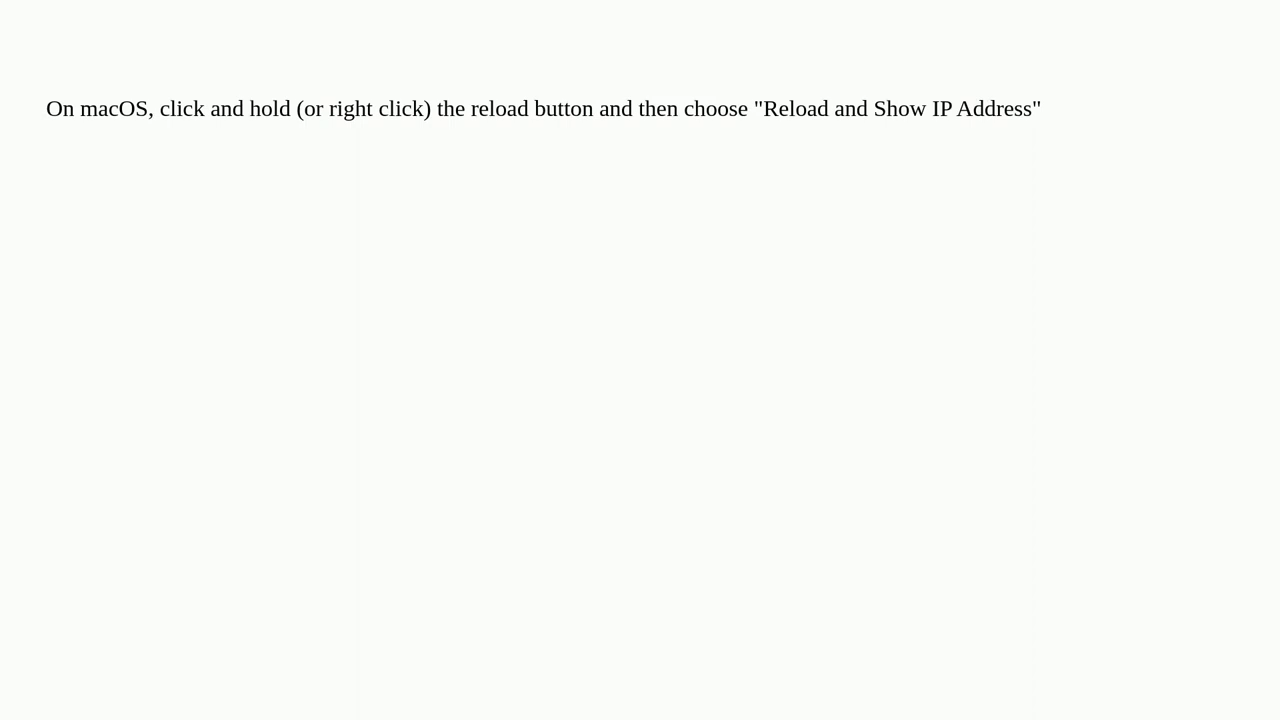 On macOS, click and hold (or right click) the reload button and then choose "Reload and Show IP Address"